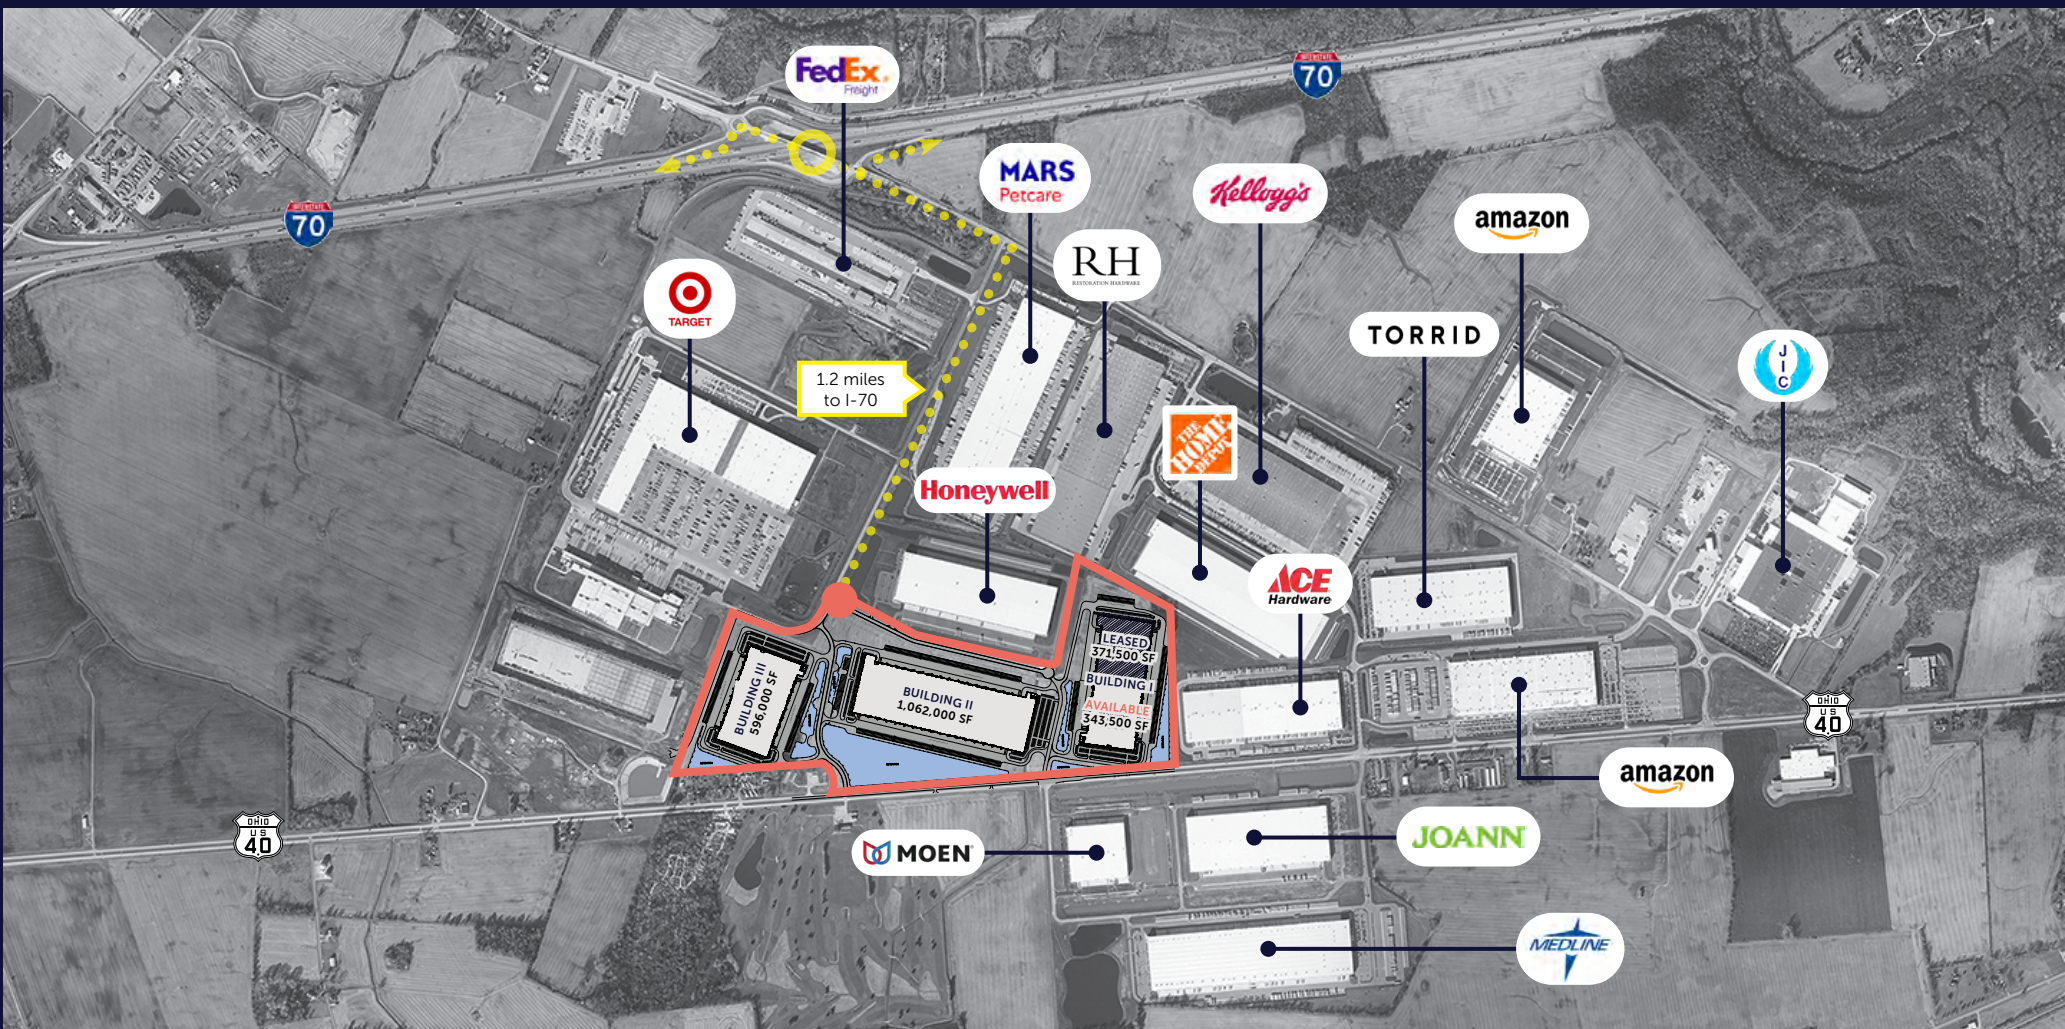 FedEx
Freight
INTERSTATE
70
MARS
Petcare
Kellogg's
INTERSTATE
70
amazon
RH
RESTORATION HARDWARE
TARGET
TORRID
J
I
C
1.2 miles
to I-70
THE
HOME
DEPOT
Honeywell
ACE
Hardware
LEASED
371,500 SF
BUILDING I
AVAILABLE
343,500 SF
BUILDING II
1,062,000 SF
BUILDING III
596,000 SF
OHIO
US
40
amazon
OHIO
US
40
MOEN
JOANN
MEDLINE